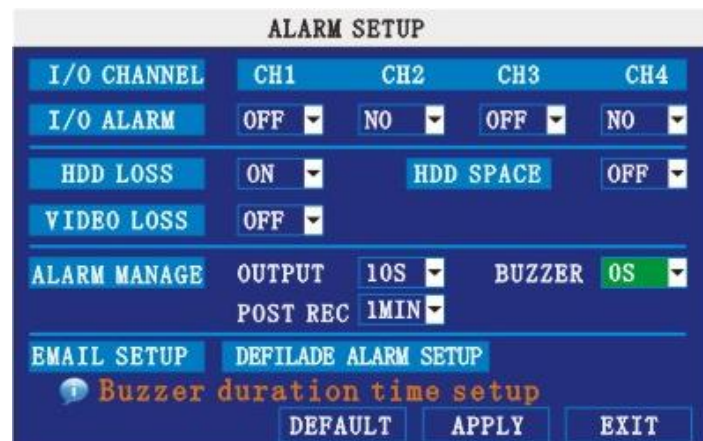 ALARM SETUP
I/O CHANNEL CH1 CH2 CH3 CH4
I/O ALARM OFF NO OFF NO
HDD LOSS ON HDD SPACE OFF
VIDEO LOSS OFF
ALARM MANAGE OUTPUT 10S BUZZER 0S
POST REC 1MIN
EMAIL SETUP DEFILADE ALARM SETUP
Buzzer duration time setup
DEFAULT APPLY EXIT